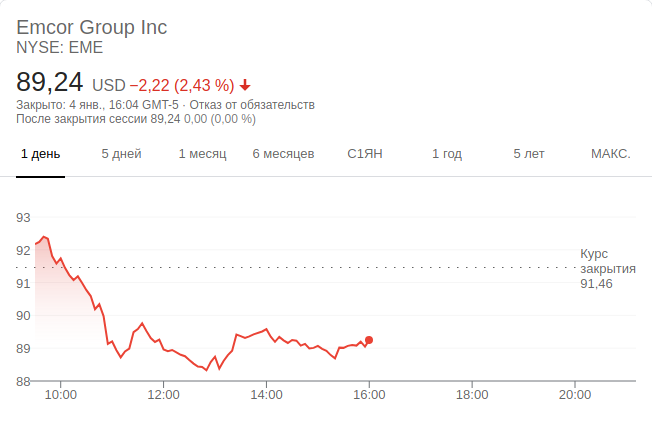 Emcor Group Inc
NYSE: EME
89,24 USD −2,22 (2,43 %)
Закрыто: 4 янв., 16:04 GMT-5 · Отказ от обязательств
После закрытия сессии 89,24 0,00 (0,00 %)
1 день 5 дней 1 месяц 6 месяцев С1ЯН 1 год 5 лет МАКС.
93
92
Курс
закрытия
91,46
91
90
89
88
10:00 12:00 14:00 16:00 18:00 20:00